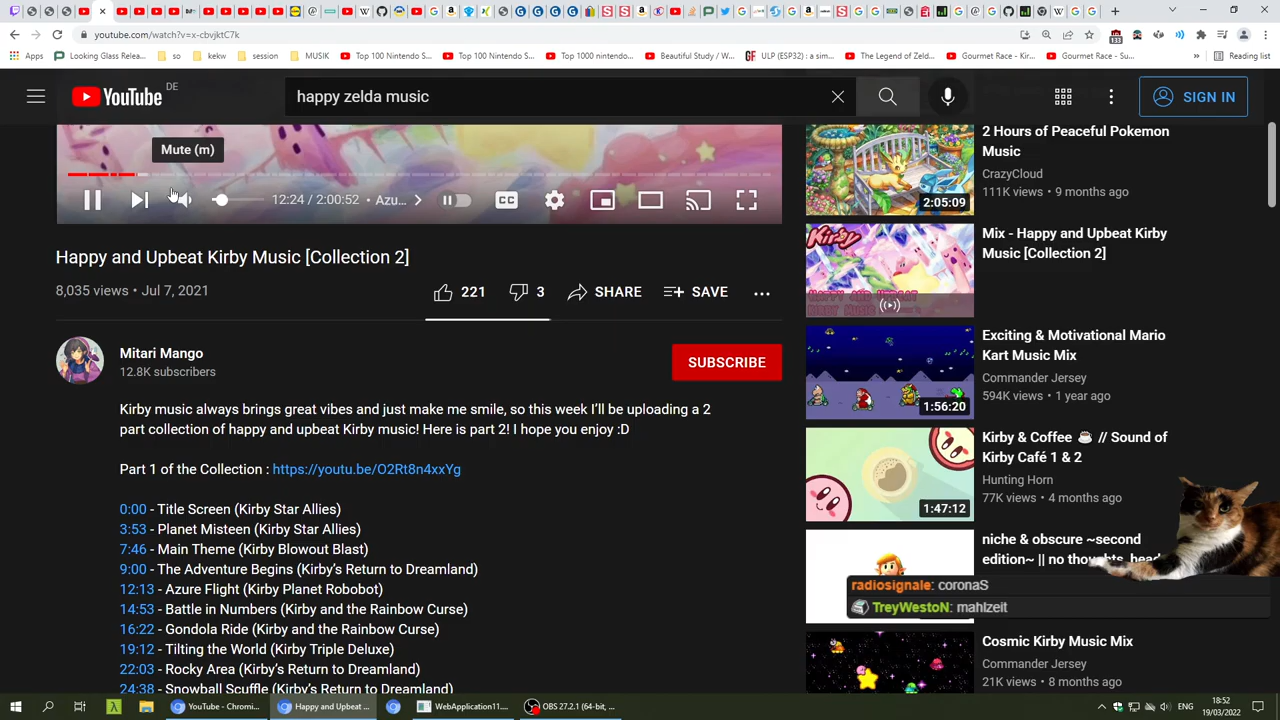 youtube.com/watch?v=x-cbvjktC7k
133
Apps
Looking Glass Relea...
so
kekw
session
MUSIK
Top 100 Nintendo S...
Top 100 Nintendo S...
Top 1000 nintendo...
Beautiful Study / W...
ULP (ESP32) : a sim...
The Legend of Zeld...
Gourmet Race - Kir...
Gourmet Race - Su...
»
Reading list
YouTube DE
happy zelda music
SIGN IN
Mute (m)
12:24 / 2:00:52 • Azu...
CC
Happy and Upbeat Kirby Music [Collection 2]
8,035 views • Jul 7, 2021
221
3
SHARE
SAVE
Mitari Mango
12.8K subscribers
SUBSCRIBE
Kirby music always brings great vibes and just make me smile, so this week I'll be uploading a 2
part collection of happy and upbeat Kirby music! Here is part 2! I hope you enjoy :D
Part 1 of the Collection : https://youtu.be/O2Rt8n4xxYg
0:00 - Title Screen (Kirby Star Allies)
3:53 - Planet Misteen (Kirby Star Allies)
7:46 - Main Theme (Kirby Blowout Blast)
9:00 - The Adventure Begins (Kirby's Return to Dreamland)
12:13 - Azure Flight (Kirby Planet Robobot)
14:53 - Battle in Numbers (Kirby and the Rainbow Curse)
16:22 - Gondola Ride (Kirby and the Rainbow Curse)
19:12 - Tilting the World (Kirby Triple Deluxe)
22:03 - Rocky Area (Kirby's Return to Dreamland)
24:38 - Snowball Scuffle (Kirby's Return to Dreamland)
2 Hours of Peaceful Pokemon
Music
CrazyCloud
111K views • 9 months ago
2:05:09
Mix - Happy and Upbeat Kirby
Music [Collection 2]
Kirby
Exciting & Motivational Mario
Kart Music Mix
Commander Jersey
594K views • 1 year ago
1:56:20
Kirby & Coffee ☕ // Sound of
Kirby Café 1 & 2
Hunting Horn
77K views • 4 months ago
1:47:12
niche & obscure ~second
edition~ || no thoughts, head
radiosignale: coronaS
TreyWestoN: mahlzeit
Cosmic Kirby Music Mix
Commander Jersey
21K views • 8 months ago
YouTube - Chromi...
Happy and Upbeat ...
WebApplication11...
OBS 27.2.1 (64-bit, ...
ENG
18:52
19/03/2022